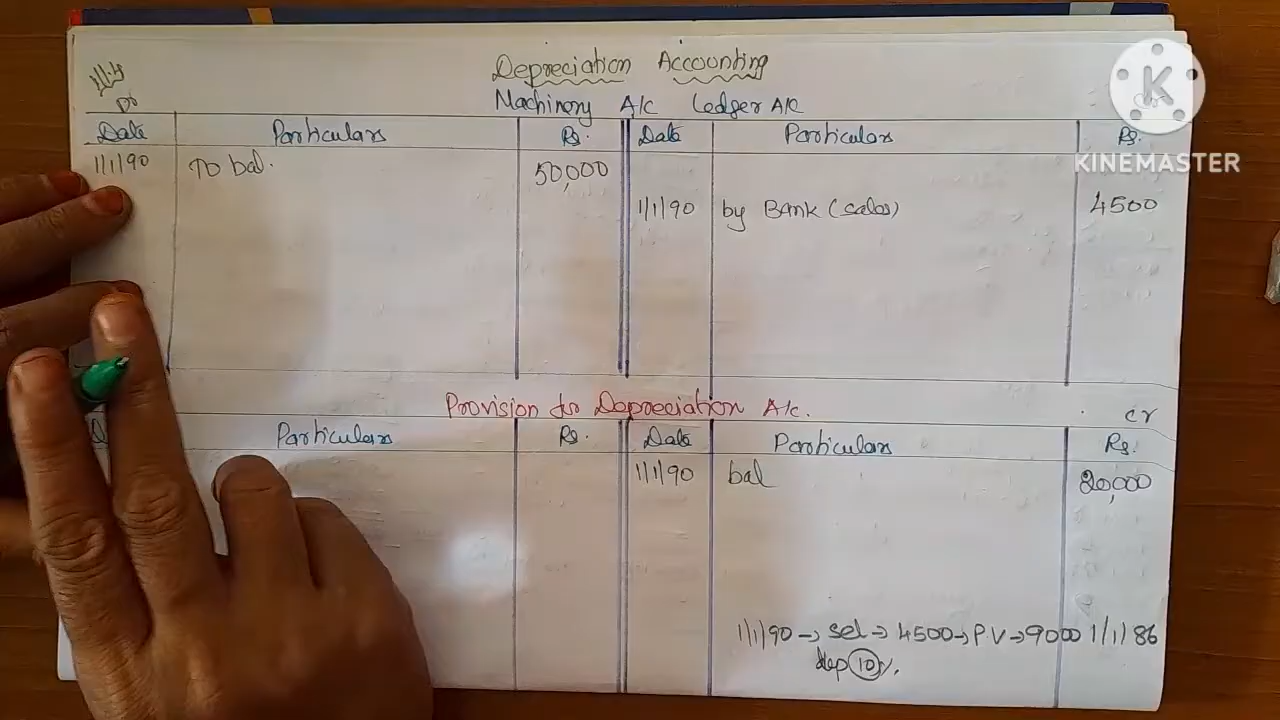 Depreciation Accounting
Machinery A/c Ledger A/c
Dr
Date Particulars Rs. Date Particulars Rs.
1/1/90 To bal. 50,000
1/1/90 by Bank (sales) 4500
Provision for Depreciation A/c.
Cr
Particulars Rs. Date Particulars Rs.
1/1/90 bal 20,000
1/1/90 → sel → 4500 → PV → 9000 1/1/86
dep 10%.
K
KINEMASTER